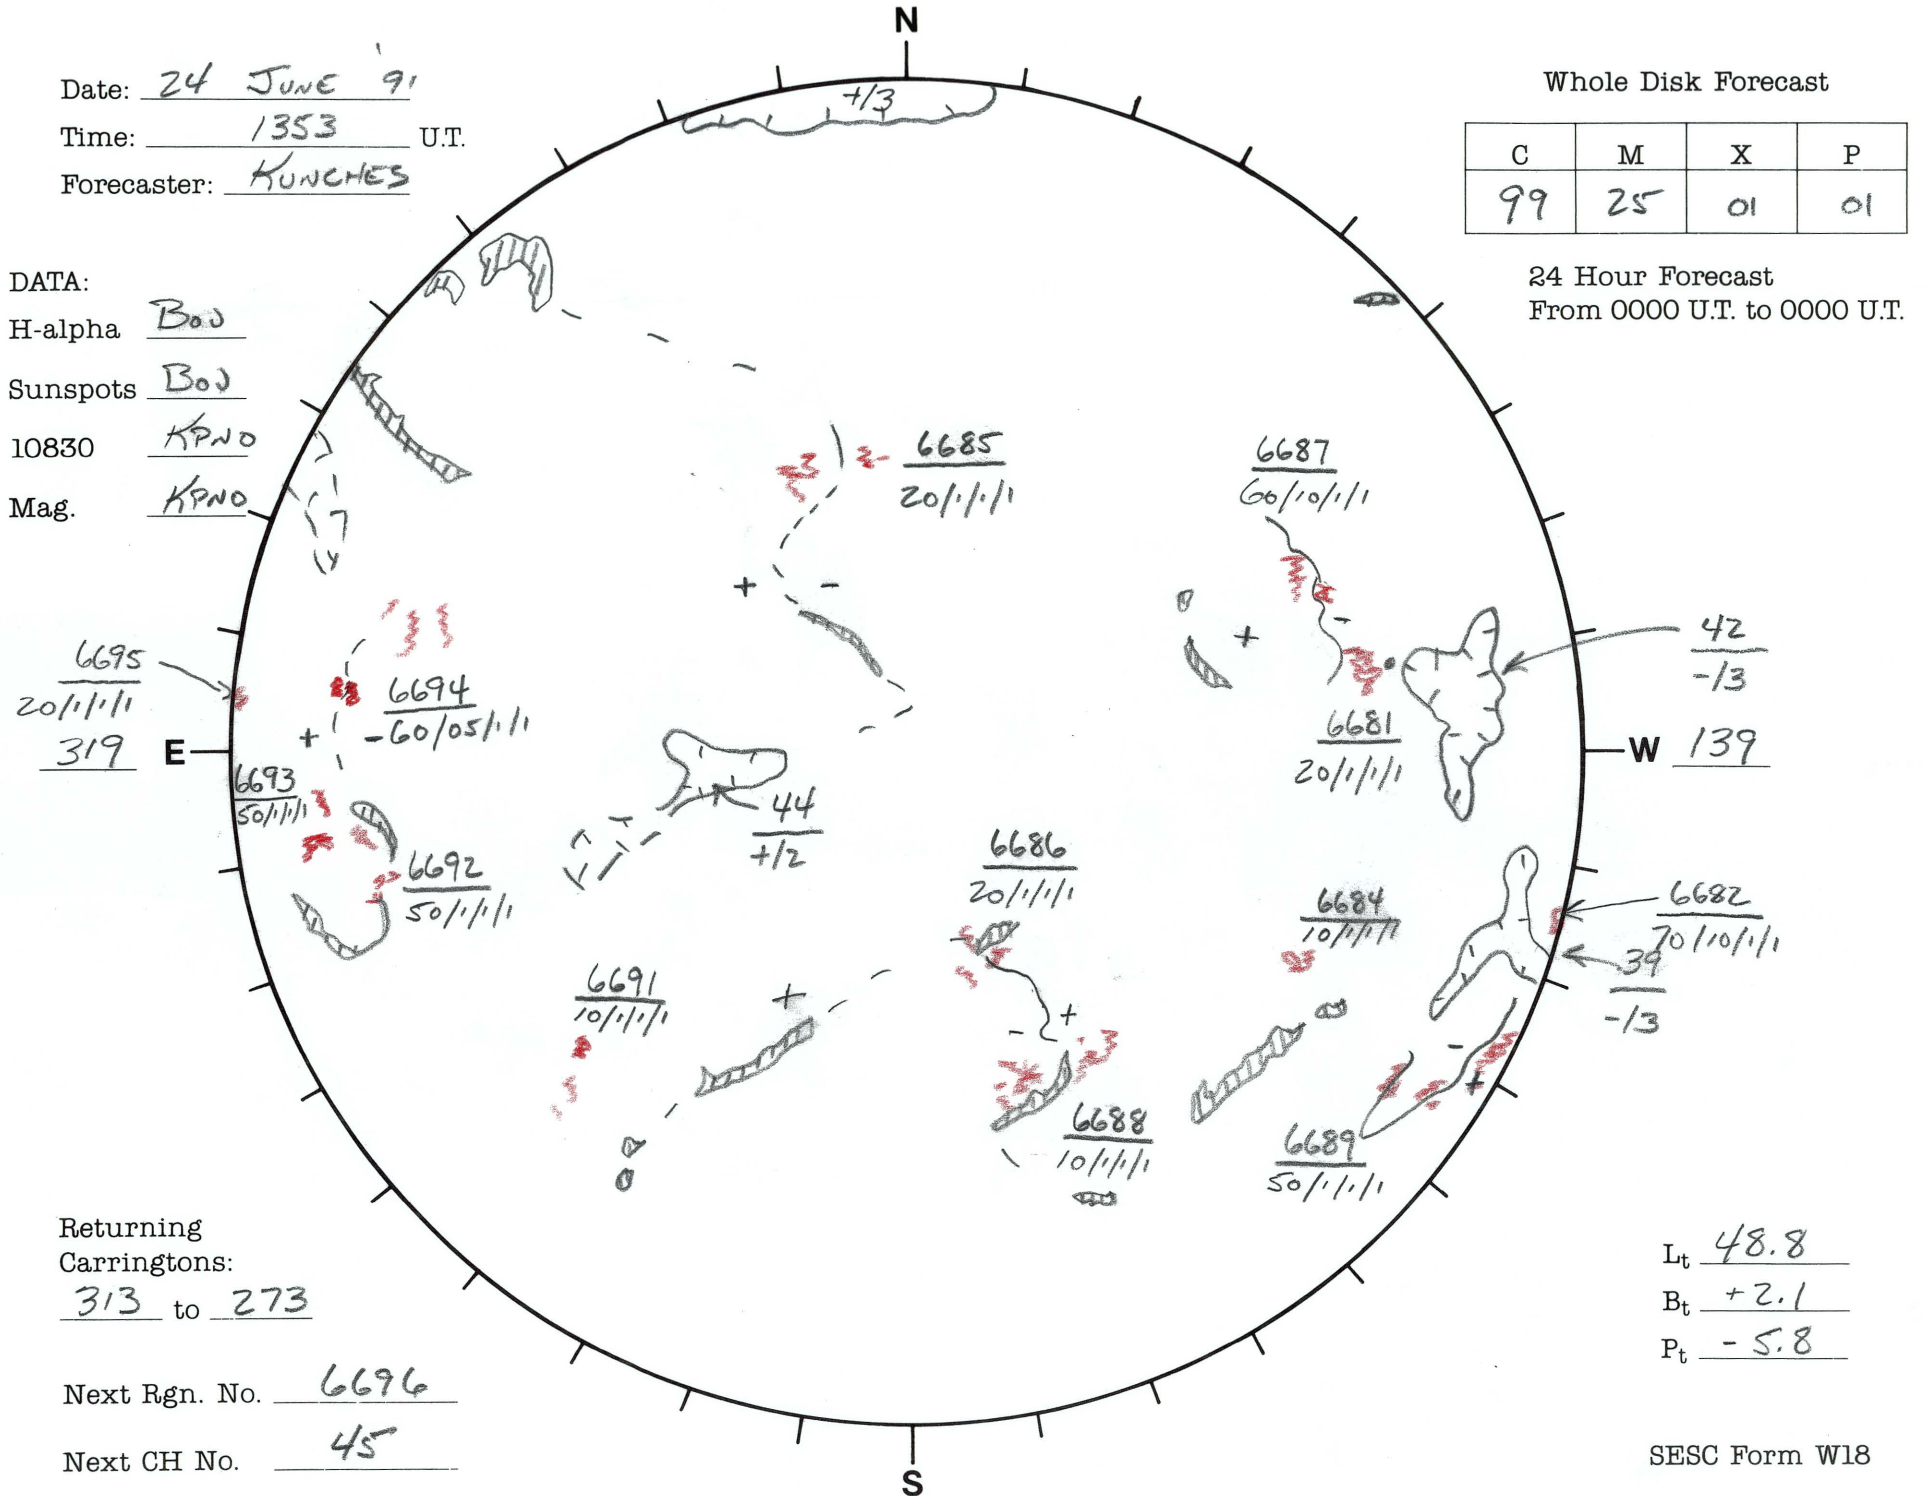 N
Date: 24 JUNE '91
Time: 1353 U.T.
Forecaster: KUNCHES
Whole Disk Forecast
C M X P
99 25 01 01
24 Hour Forecast
From 0000 U.T. to 0000 U.T.
DATA:
H-alpha BOU
Sunspots BOU
10830 KPNO
Mag. KPNO
+/3
6685
20/1/1/1
6687
60/10/1/1
+ -
+ -
42
-/3
6695
20/1/1/1
319 E
6694
-60/05/1/1
+
6681
20/1/1/1
W 139
6693
50/1/1/1
44
+/2
6692
50/1/1/1
6686
20/1/1/1
6684
10/1/1/1
6682
70/10/1/1
39
-/3
6691
10/1/1/1
+
- +
- +
6688
10/1/1/1
6689
50/1/1/1
Returning
Carringtons:
313 to 273
Next Rgn. No. 6696
Next CH No. 45
Lt 48.8
Bt +2.1
Pt -5.8
S
SESC Form W18